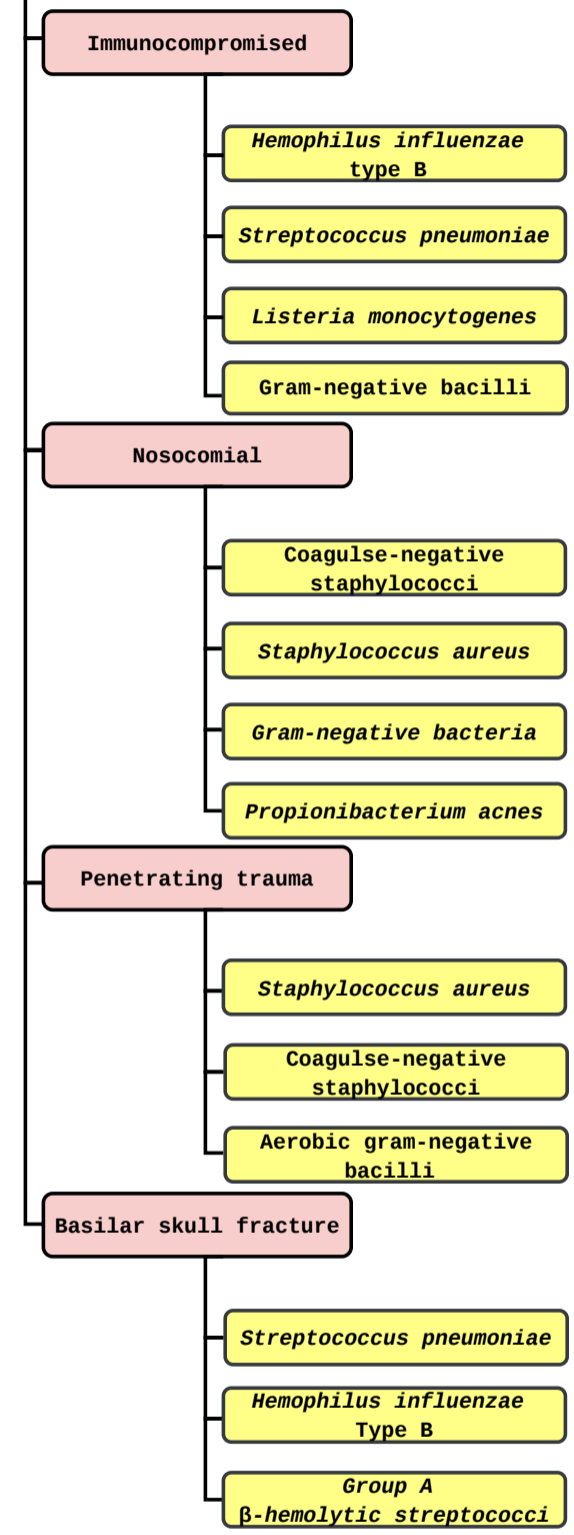 Immunocompromised
Hemophilus influenzae
type B
Streptococcus pneumoniae
Listeria monocytogenes
Gram-negative bacilli
Nosocomial
Coagulse-negative
staphylococci
Staphylococcus aureus
Gram-negative bacteria
Propionibacterium acnes
Penetrating trauma
Staphylococcus aureus
Coagulse-negative
staphylococci
Aerobic gram-negative
bacilli
Basilar skull fracture
Streptococcus pneumoniae
Hemophilus influenzae
Type B
Group A
β-hemolytic streptococci